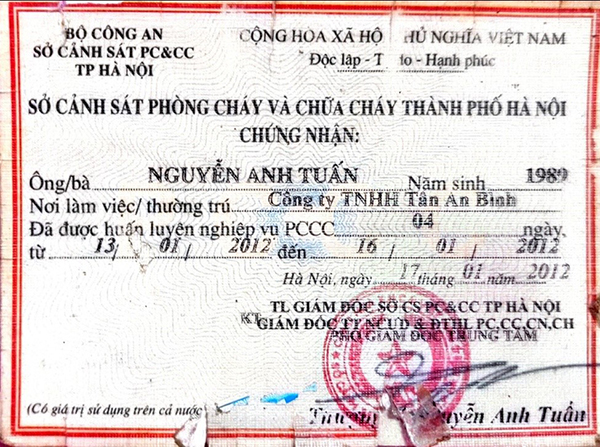 BỘ CÔNG AN
SỞ CẢNH SÁT PC&CC
TP HÀ NỘI
CỘNG HÒA XÃ HỘ HỦ NGHĨA VIỆT NAM
Độc lập - T to - Hạnh phúc
SỞ CẢNH SÁT PHÒNG CHÁY VÀ CHỮA CHÁY THÀNH PHỐ HÀ NỘI
CHỨNG NHẬN:
Ông/bà NGUYỄN ANH TUẤN Năm sinh 1989
Nơi làm việc/ thường trú Công ty TNHH Tân An Bình
Đã được huấn luyện nghiệp vụ PCCC 04 ngày,
từ 13 / 01 / 2012 đến 16 / 01 / 2012
Hà Nội, ngày 17 tháng 01 năm 2012
TL GIÁM ĐỐC SỞ CS PC&CC TP HÀ NỘI
KT GIÁM ĐỐC TT NCƯD & ĐTHL PC,CC,CN,CH
PHÓ GIÁM ĐỐC TRUNG TÂM
(Có giá trị sử dụng trên cả nước)
Anh Tuấn